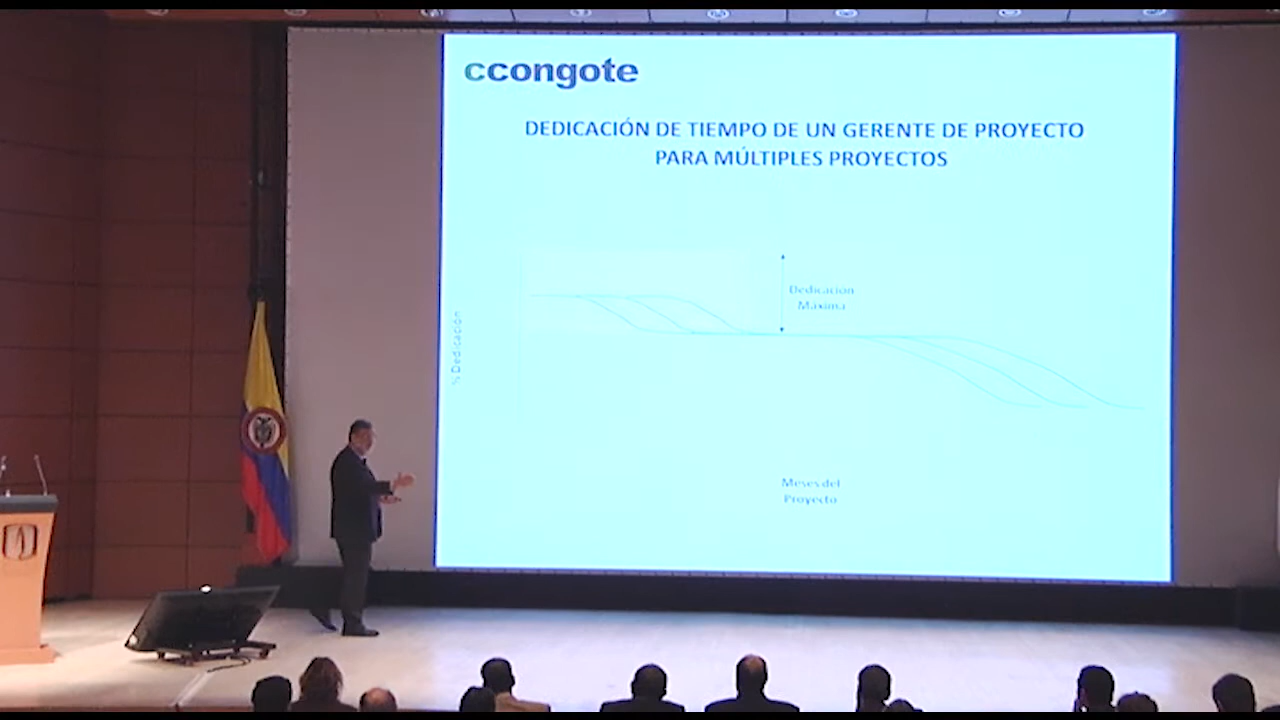 ccongote
DEDICACIÓN DE TIEMPO DE UN GERENTE DE PROYECTO
PARA MÚLTIPLES PROYECTOS
Dedicación
Máxima
% Dedicación
Meses del
Proyecto